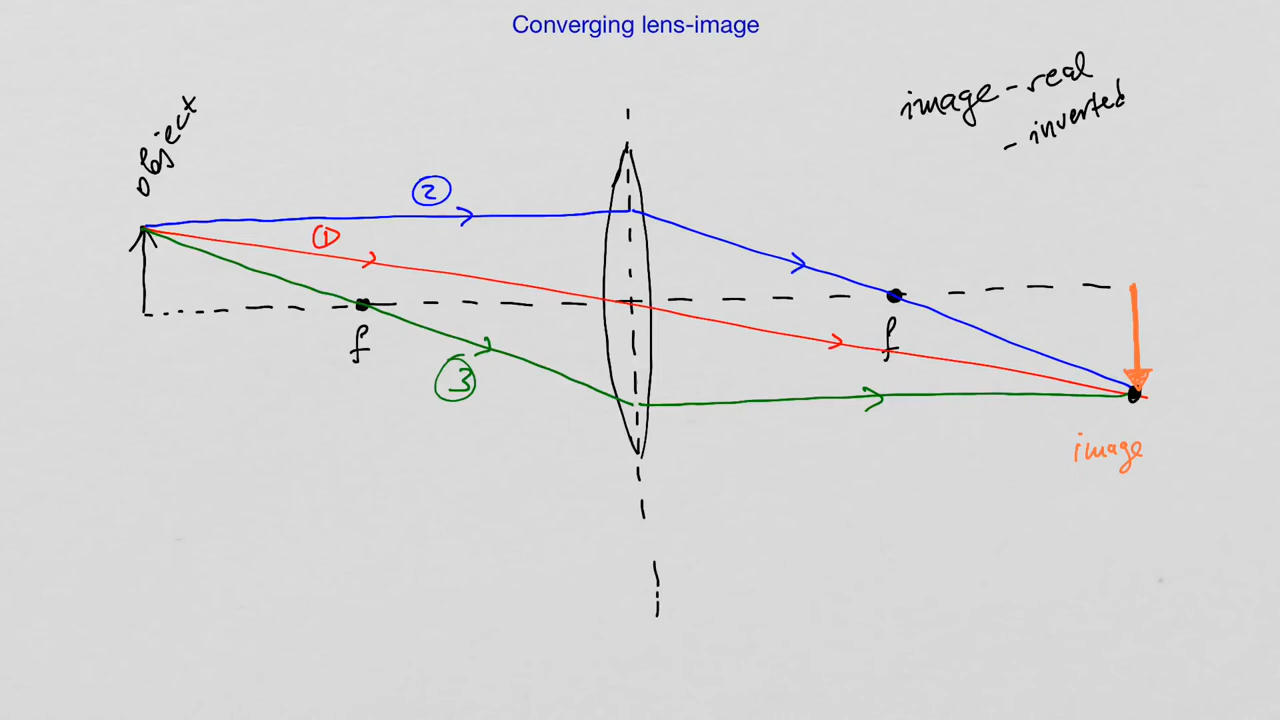 Converging lens-image
image - real
- inverted
object
②
①
f
f
③
image